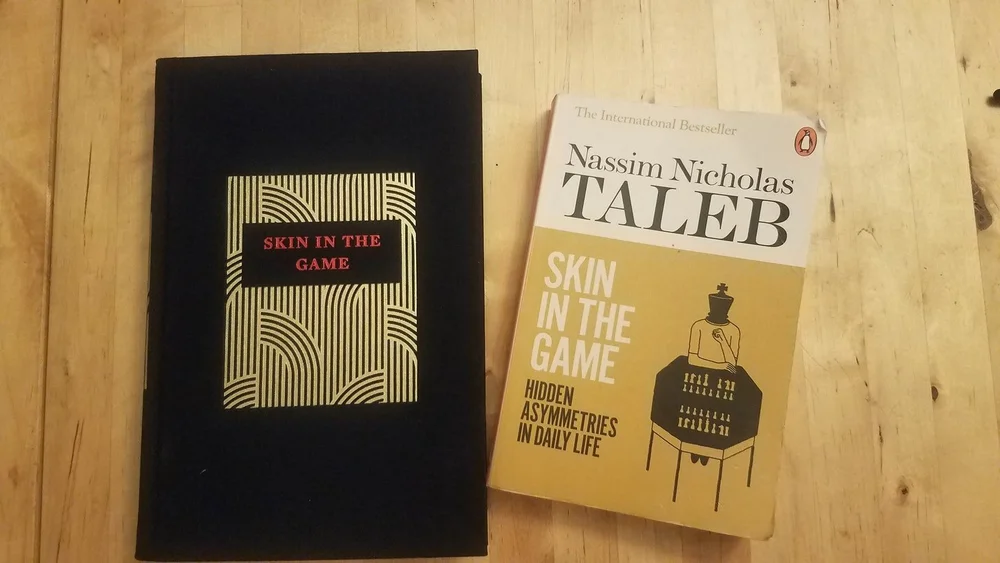 SKIN IN THE
GAME
The International Bestseller
Nassim Nicholas
TALEB
SKIN
IN THE
GAME
HIDDEN
ASYMMETRIES
IN DAILY LIFE